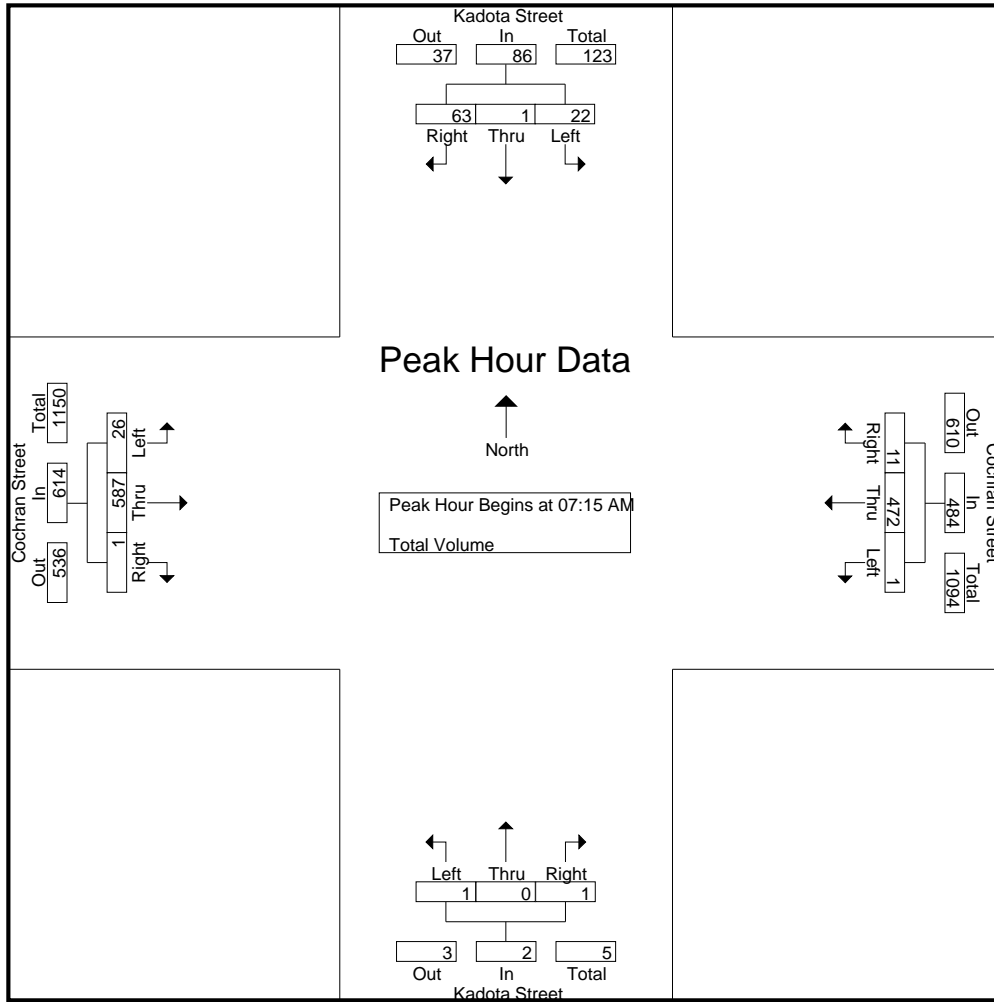 Kadota Street
Out In Total
37 86 123
63 1 22
Right Thru Left
Peak Hour Data
North
Peak Hour Begins at 07:15 AM
Total Volume
Cochran Street
Out In Total
536 614 1150
1 587 26
Right Thru Left
Cochran Street
Out In Total
610 484 1094
11 472 1
Right Thru Left
Left Thru Right
1 0 1
3 2 5
Out In Total
Kadota Street